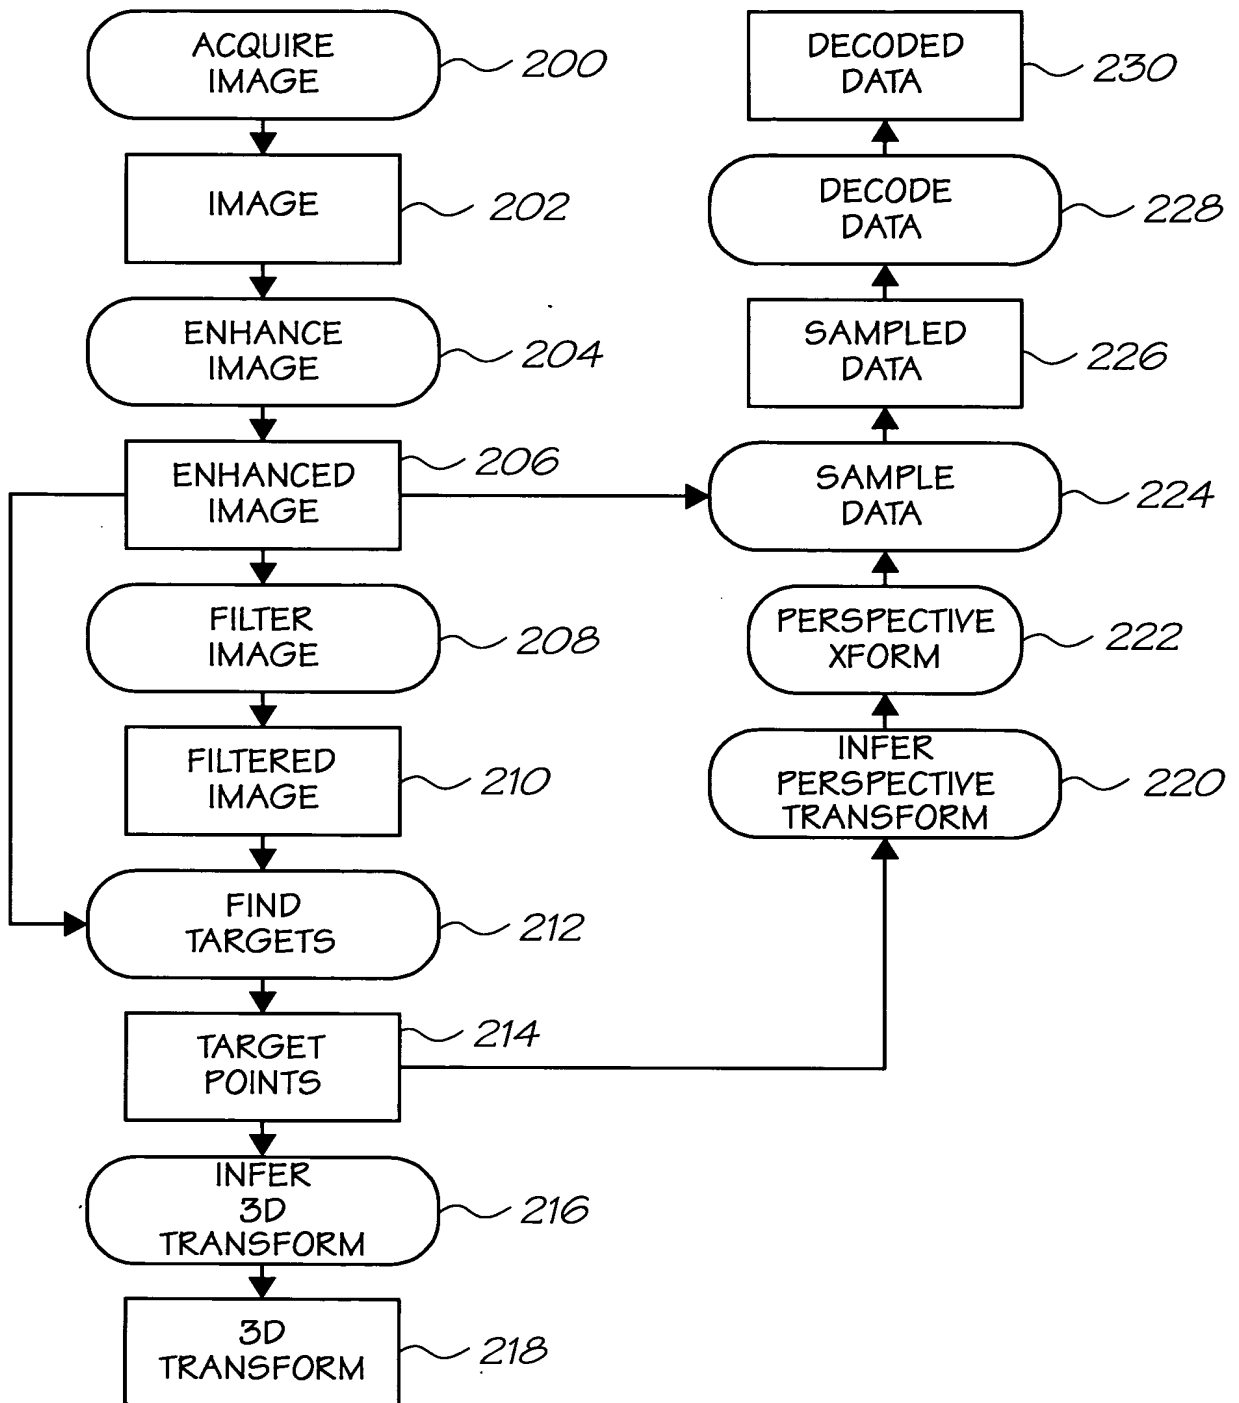 ACQUIRE
IMAGE
200
IMAGE
202
ENHANCE
IMAGE
204
ENHANCED
IMAGE
206
FILTER
IMAGE
208
FILTERED
IMAGE
210
FIND
TARGETS
212
TARGET
POINTS
214
INFER
3D
TRANSFORM
216
3D
TRANSFORM
218
DECODED
DATA
230
DECODE
DATA
228
SAMPLED
DATA
226
SAMPLE
DATA
224
PERSPECTIVE
XFORM
222
INFER
PERSPECTIVE
TRANSFORM
220